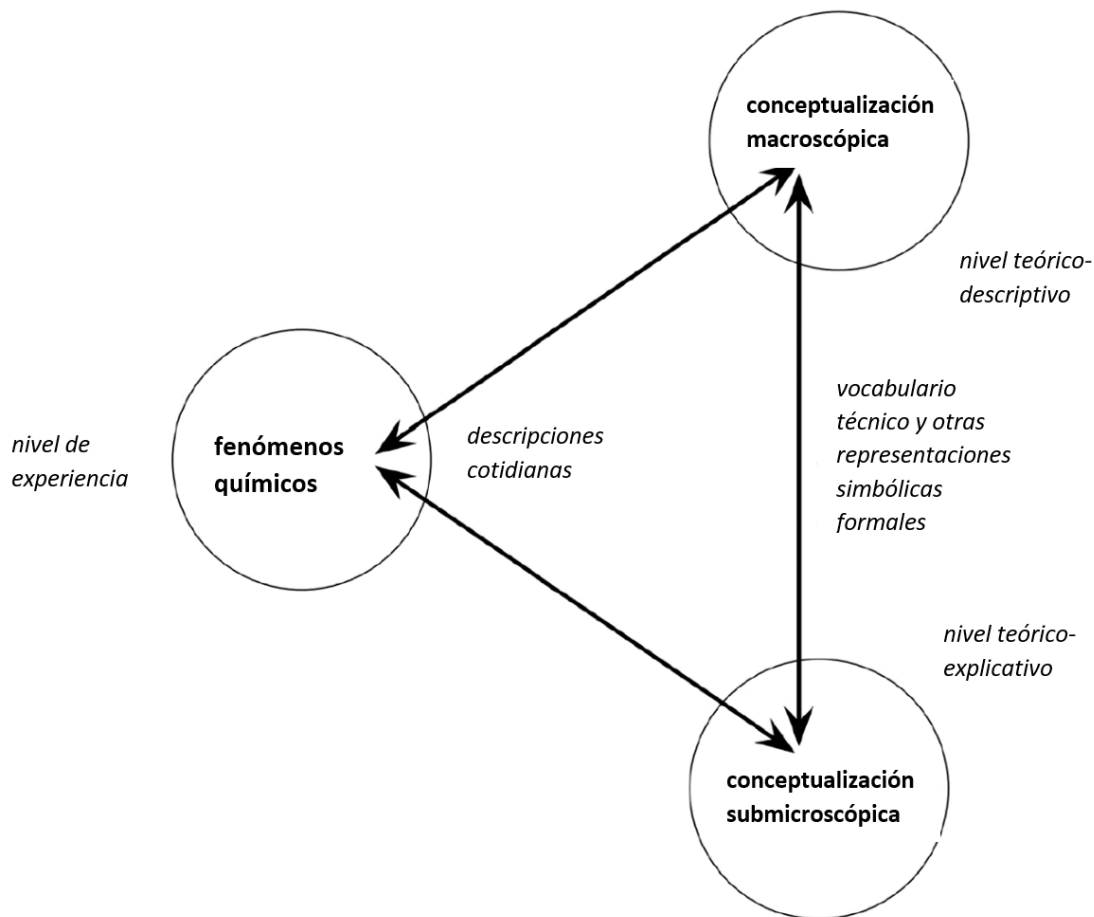 conceptualización
macroscópica
nivel teórico-
descriptivo
vocabulario
técnico y otras
representaciones
simbólicas
formales
nivel de
experiencia
fenómenos
químicos
descripciones
cotidianas
nivel teórico-
explicativo
conceptualización
submicroscópica